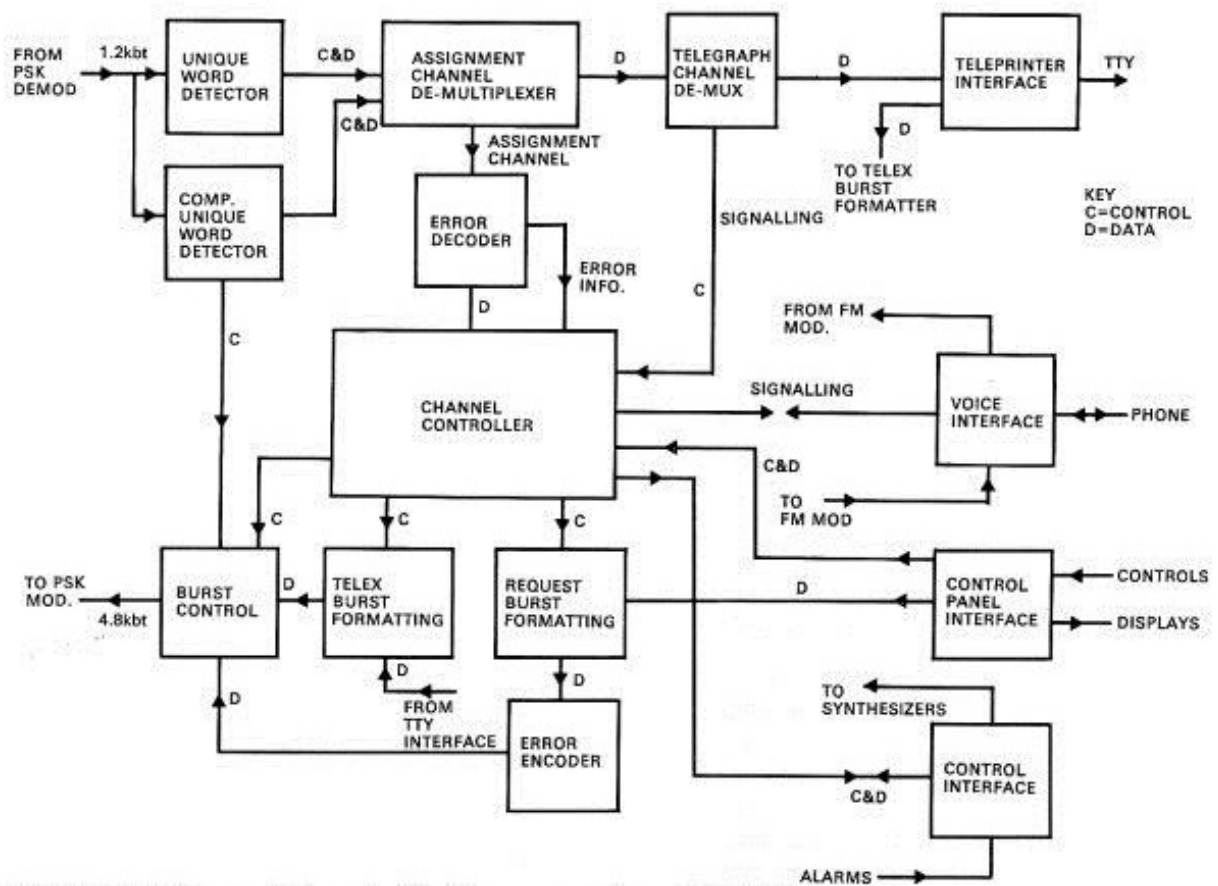 FROM
PSK
DEMOD
1.2kbt
UNIQUE
WORD
DETECTOR
C&D
C&D
ASSIGNMENT
CHANNEL
DE-MULTIPLEXER
D
TELEGRAPH
CHANNEL
DE-MUX
D
TELEPRINTER
INTERFACE
TTY
D
TO TELEX
BURST
FORMATTER
KEY
C=CONTROL
D=DATA
COMP.
UNIQUE
WORD
DETECTOR
ASSIGNMENT
CHANNEL
ERROR
DECODER
ERROR
INFO.
D
SIGNALLING
C
C
CHANNEL
CONTROLLER
FROM FM
MOD.
SIGNALLING
VOICE
INTERFACE
PHONE
C&D
TO
FM MOD
C
C
C
TO PSK
MOD.
4.8kbt
BURST
CONTROL
D
TELEX
BURST
FORMATTING
REQUEST
BURST
FORMATTING
D
CONTROL
PANEL
INTERFACE
CONTROLS
DISPLAYS
D
D
D
FROM
TTY
INTERFACE
ERROR
ENCODER
TO
SYNTHESIZERS
C&D
CONTROL
INTERFACE
ALARMS